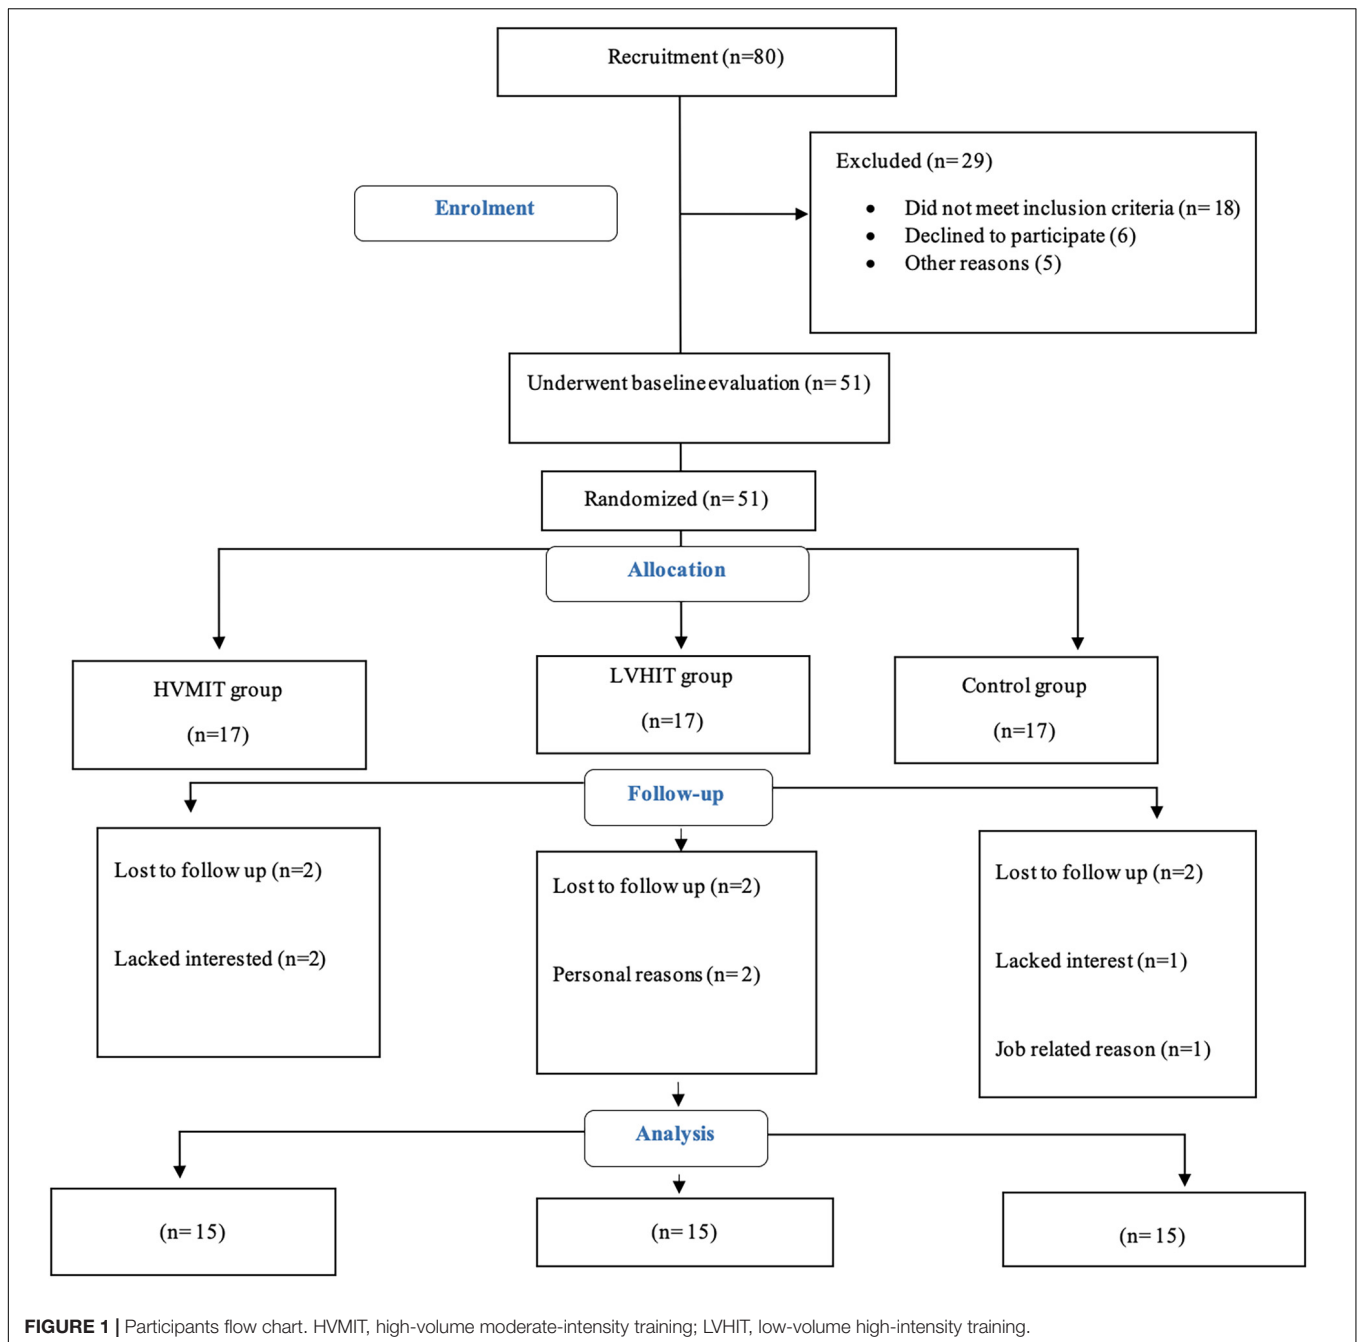 Recruitment (n=80)
Excluded (n=29)
• Did not meet inclusion criteria (n=18)
• Declined to participate (6)
• Other reasons (5)
Enrolment
Underwent baseline evaluation (n=51)
Randomized (n=51)
Allocation
HVMIT group
(n=17)
LVHIT group
(n=17)
Control group
(n=17)
Follow-up
Lost to follow up (n=2)
Lacked interested (n=2)
Lost to follow up (n=2)
Personal reasons (n=2)
Lost to follow up (n=2)
Lacked interest (n=1)
Job related reason (n=1)
Analysis
(n=15)
(n=15)
(n=15)
FIGURE 1 | Participants flow chart. HVMIT, high-volume moderate-intensity training; LVHIT, low-volume high-intensity training.